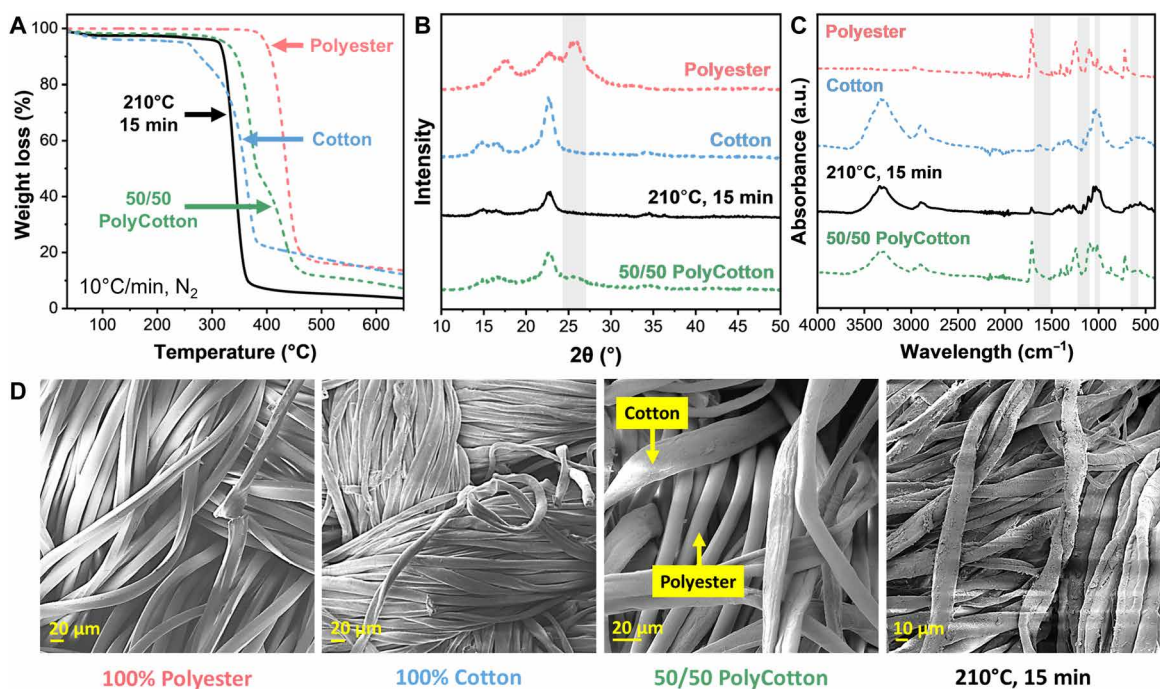 A
Weight loss (%)
100
80
60
40
20
0
Polyester
210°C
15 min
Cotton
50/50
PolyCotton
10°C/min, N₂
100 200 300 400 500 600
Temperature (°C)
B
Intensity
Polyester
Cotton
210°C, 15 min
50/50 PolyCotton
10 15 20 25 30 35 40 45 50
2θ (°)
C
Absorbance (a.u.)
Polyester
Cotton
210°C, 15 min
50/50 PolyCotton
4000 3500 3000 2500 2000 1500 1000 500
Wavelength (cm⁻¹)
D
20 µm
20 µm
Cotton
Polyester
20 µm
10 µm
100% Polyester
100% Cotton
50/50 PolyCotton
210°C, 15 min